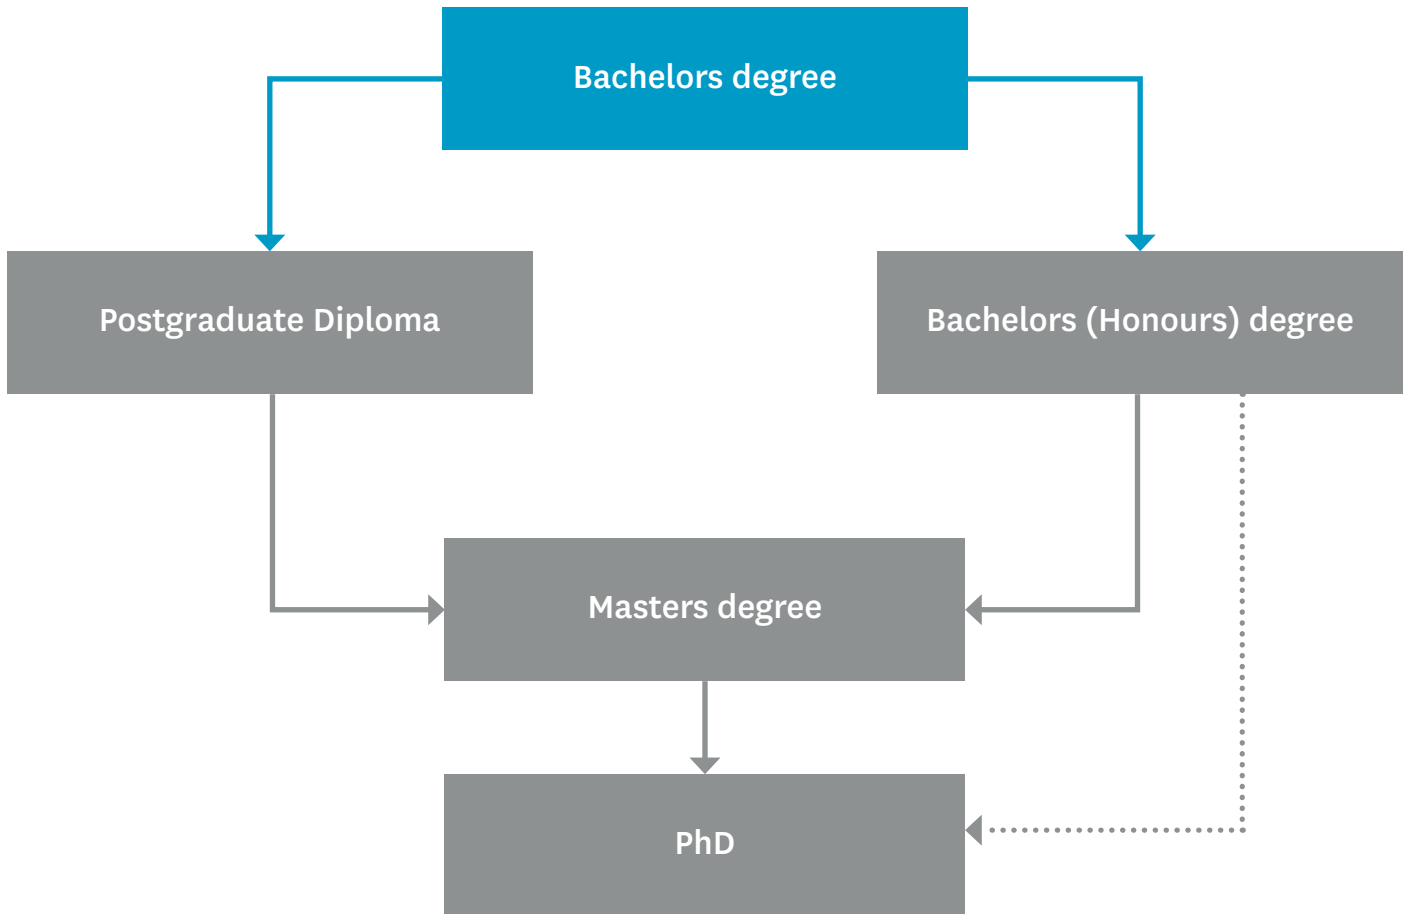 Bachelors degree
Postgraduate Diploma
Bachelors (Honours) degree
Masters degree
PhD